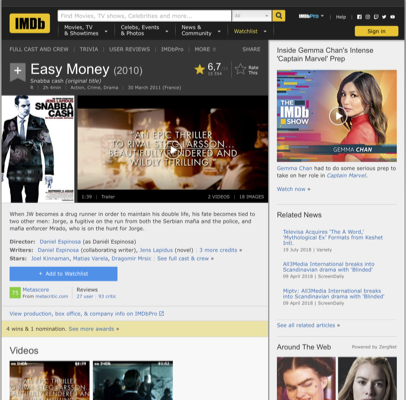 IMDb
Find Movies, TV shows, Celebrities and more...
All
IMDbPro
Help
Movies, TV
& Showtimes
Celebs, Events
& Photos
News &
Community
Watchlist
Sign in
FULL CAST AND CREW | TRIVIA | USER REVIEWS | IMDbPro | MORE
SHARE
Easy Money (2010)
Snabba cash (original title)
R | 2h 4min | Action, Crime, Drama | 30 March 2011 (France)
6,7
Rate
This
SNABBA
CASH
AN EPIC THRILLER
TO RIVAL STIEG LARSSON...
BEAUTIFULLY RENDERED AND
WILDLY THRILLING
1:39 | Trailer
2 VIDEOS | 18 IMAGES
When JW becomes a drug runner in order to maintain his double life, his fate becomes tied to
two other men: Jorge, a fugitive on the run from both the Serbian mafia and the police, and
mafia enforcer Mrado, who is on the hunt for Jorge.
Director: Daniel Espinosa (as Daniél Espinosa)
Writers: Daniel Espinosa (collaborating writer), Jens Lapidus (novel) | 3 more credits »
Stars: Joel Kinnaman, Matias Varela, Dragomir Mrsic | See full cast & crew »
+ Add to Watchlist
Metascore
From metacritic.com
Reviews
27 user | 93 critic
View production, box office, & company info on IMDbPro
4 wins & 1 nomination. See more awards »
Videos
Inside Gemma Chan's Intense
'Captain Marvel' Prep
THE
IMDb
SHOW
GEMMA CHAN
Gemma Chan had to do some serious prep to
take on her role in Captain Marvel.
Watch now »
Related News
Televisa Acquires 'The A Word,'
'Mythological Ex' Formats from Keshet
Intl.
19 July 2018 | Variety
All3Media International breaks into
Scandinavian drama with 'Blinded'
09 April 2018 | ScreenDaily
Miptv: All3Media International breaks into
Scandinavian drama with 'Blinded'
09 April 2018 | ScreenDaily
See all related articles »
Around The Web
Powered by ZergNet